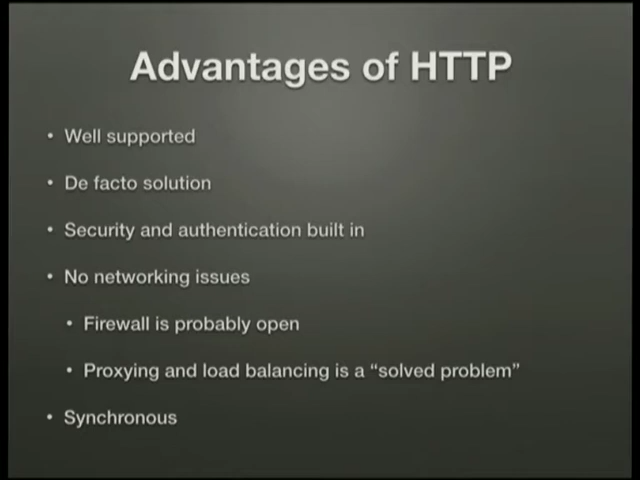 Advantages of HTTP
• Well supported
• De facto solution
• Security and authentication built in
• No networking issues
• Firewall is probably open
• Proxying and load balancing is a “solved problem”
• Synchronous